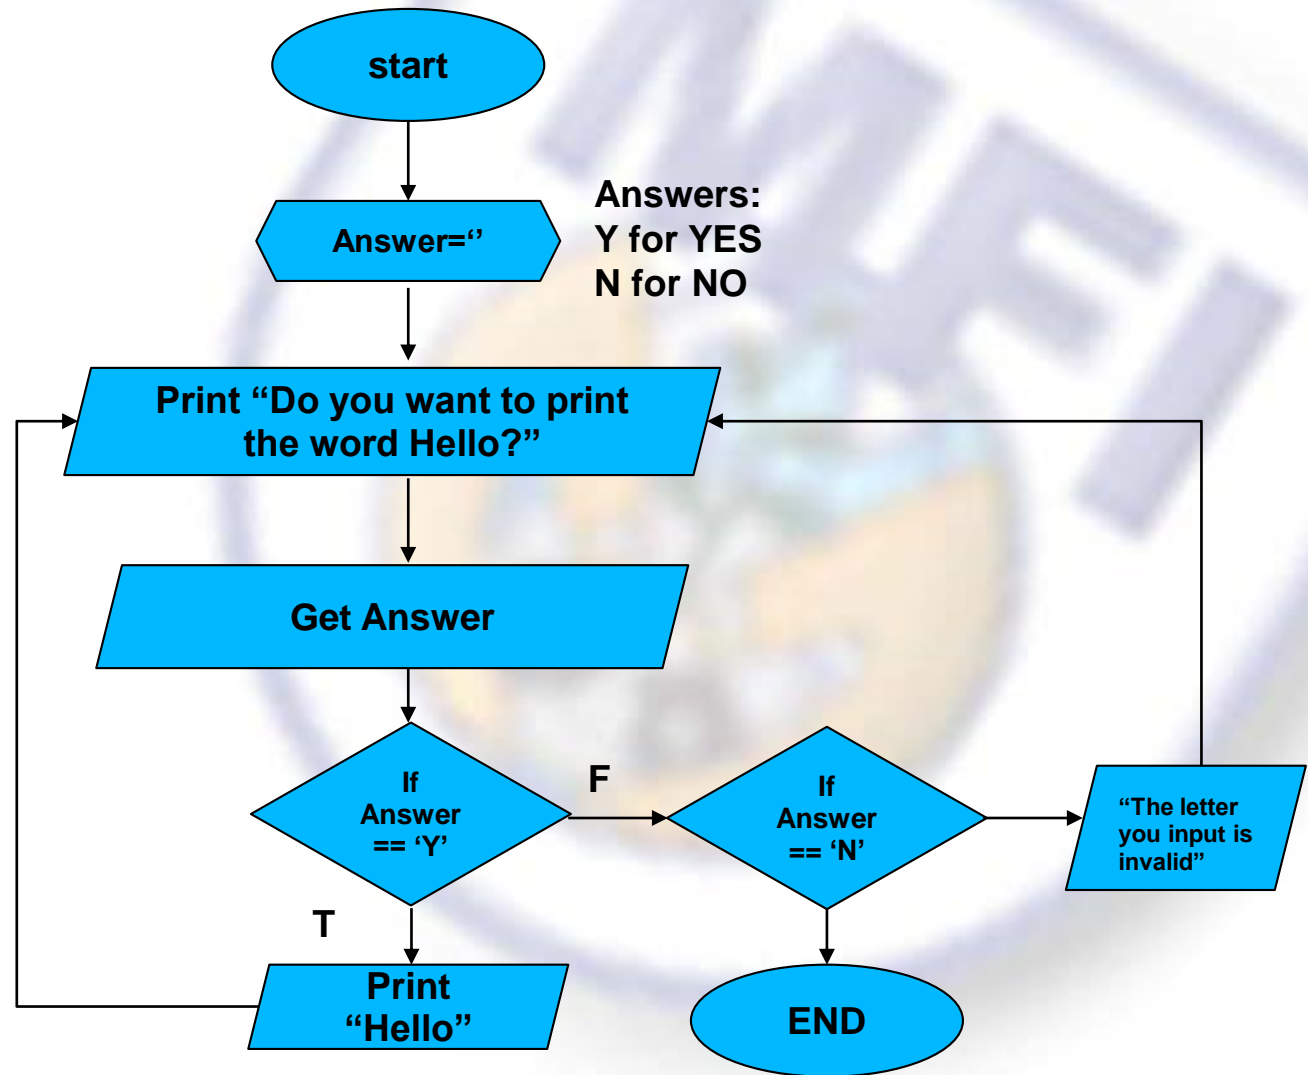 start
Answer=‘’
Answers:
Y for YES
N for NO
Print “Do you want to print
the word Hello?”
Get Answer
If
Answer
== ‘Y’
F
If
Answer
== ‘N’
“The letter
you input is
invalid”
T
Print
“Hello”
END
MFI